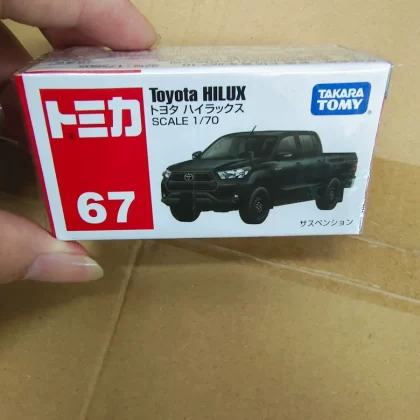 トミカ
67
Toyota HILUX
トヨタ ハイラックス
SCALE 1/70
TAKARA
TOMY
サスペンション